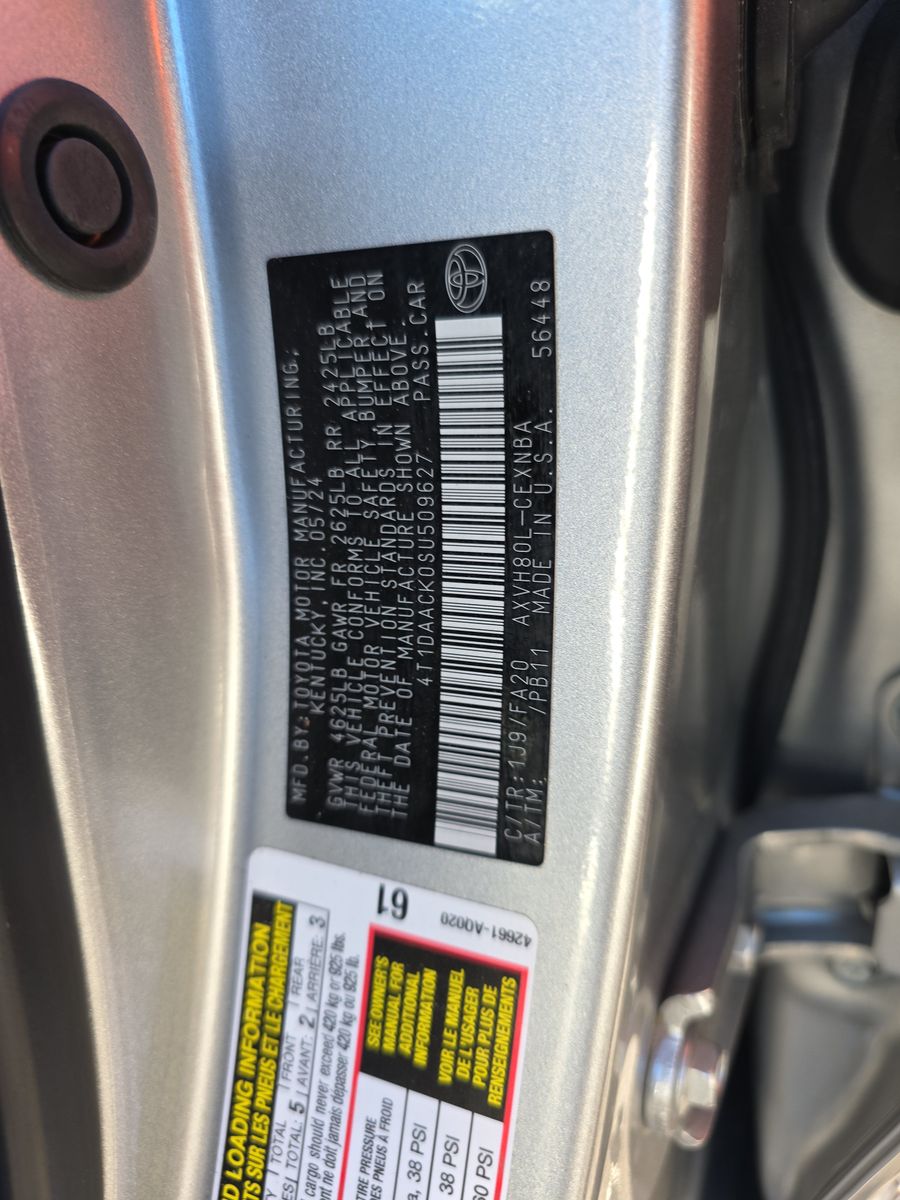 MFD.BY: TOYOTA MOTOR MANUFACTURING,
KENTUCKY, INC. 05/24
GVWR 4625LB GAWR FR 2625LB RR 2425LB
THIS VEHICLE CONFORMS TO ALL APPLICABLE
FEDERAL MOTOR VEHICLE SAFETY, BUMPER AND
THEFT PREVENTION STANDARDS IN EFFECT ON
THE DATE OF MANUFACTURE SHOWN ABOVE.
4T1DAACK0SU509627 PASS.CAR
C/TR:1J9/FA20 AXVH80L-CEXNBA
A/TM: /PB11 MADE IN U.S.A. 56448
LOADING INFORMATION
SUR LES PNEUS ET LE CHARGEMENT
TOTAL FRONT REAR
TOTAL: 5 AVANT: 2 ARRIÈRE: 3
cargo should never exceed 420 kg or 925 lbs.
ne doit jamais dépasser 420 kg ou 925 lb.
TIRE PRESSURE
PNEUS À FROID
38 PSI
38 PSI
60 PSI
SEE OWNER'S
MANUAL FOR
ADDITIONAL
INFORMATION
VOIR LE MANUEL
DE L'USAGER
POUR PLUS DE
RENSEIGNEMENTS
61
42661-A0020